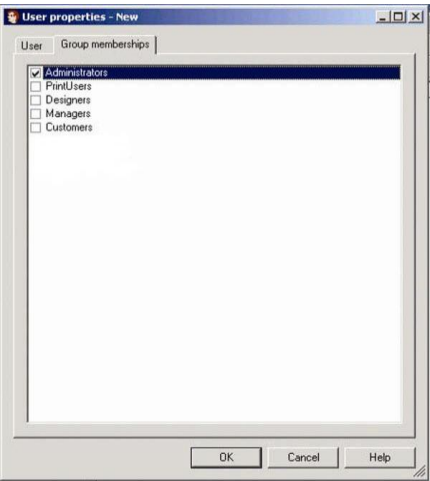 User properties - New
User Group memberships
Administrators
PrintUsers
Designers
Managers
Customers
OK Cancel Help